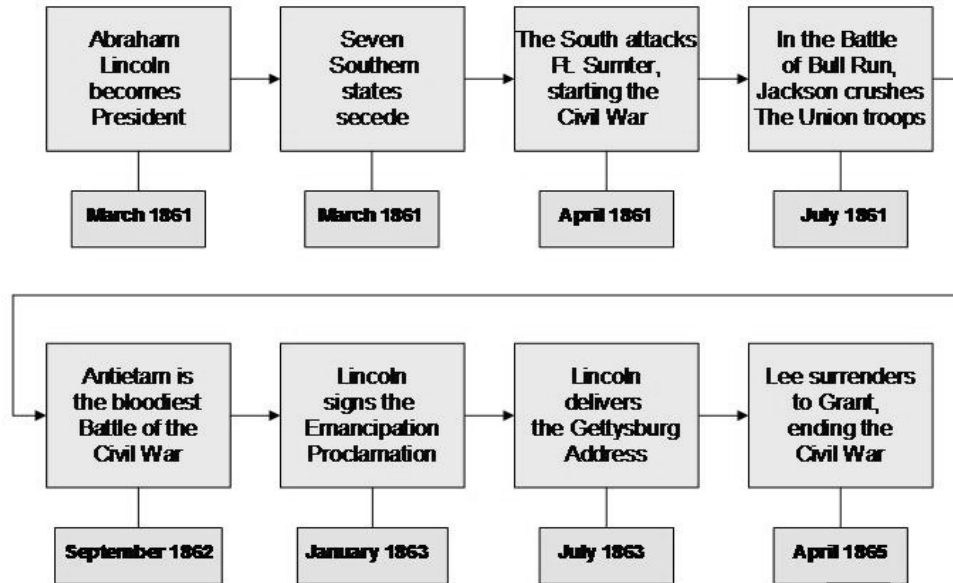 Abraham
Lincoln
becomes
President
Seven
Southern
states
secede
The South attacks
Ft. Sumter,
starting the
Civil War
In the Battle
of Bull Run,
Jackson crushes
The Union troops
March 1861
March 1861
April 1861
July 1861
Antietam is
the bloodiest
Battle of the
Civil War
Lincoln
signs the
Emancipation
Proclamation
Lincoln
delivers
the Gettysburg
Address
Lee surrenders
to Grant,
ending the
Civil War
September 1862
January 1863
July 1863
April 1865